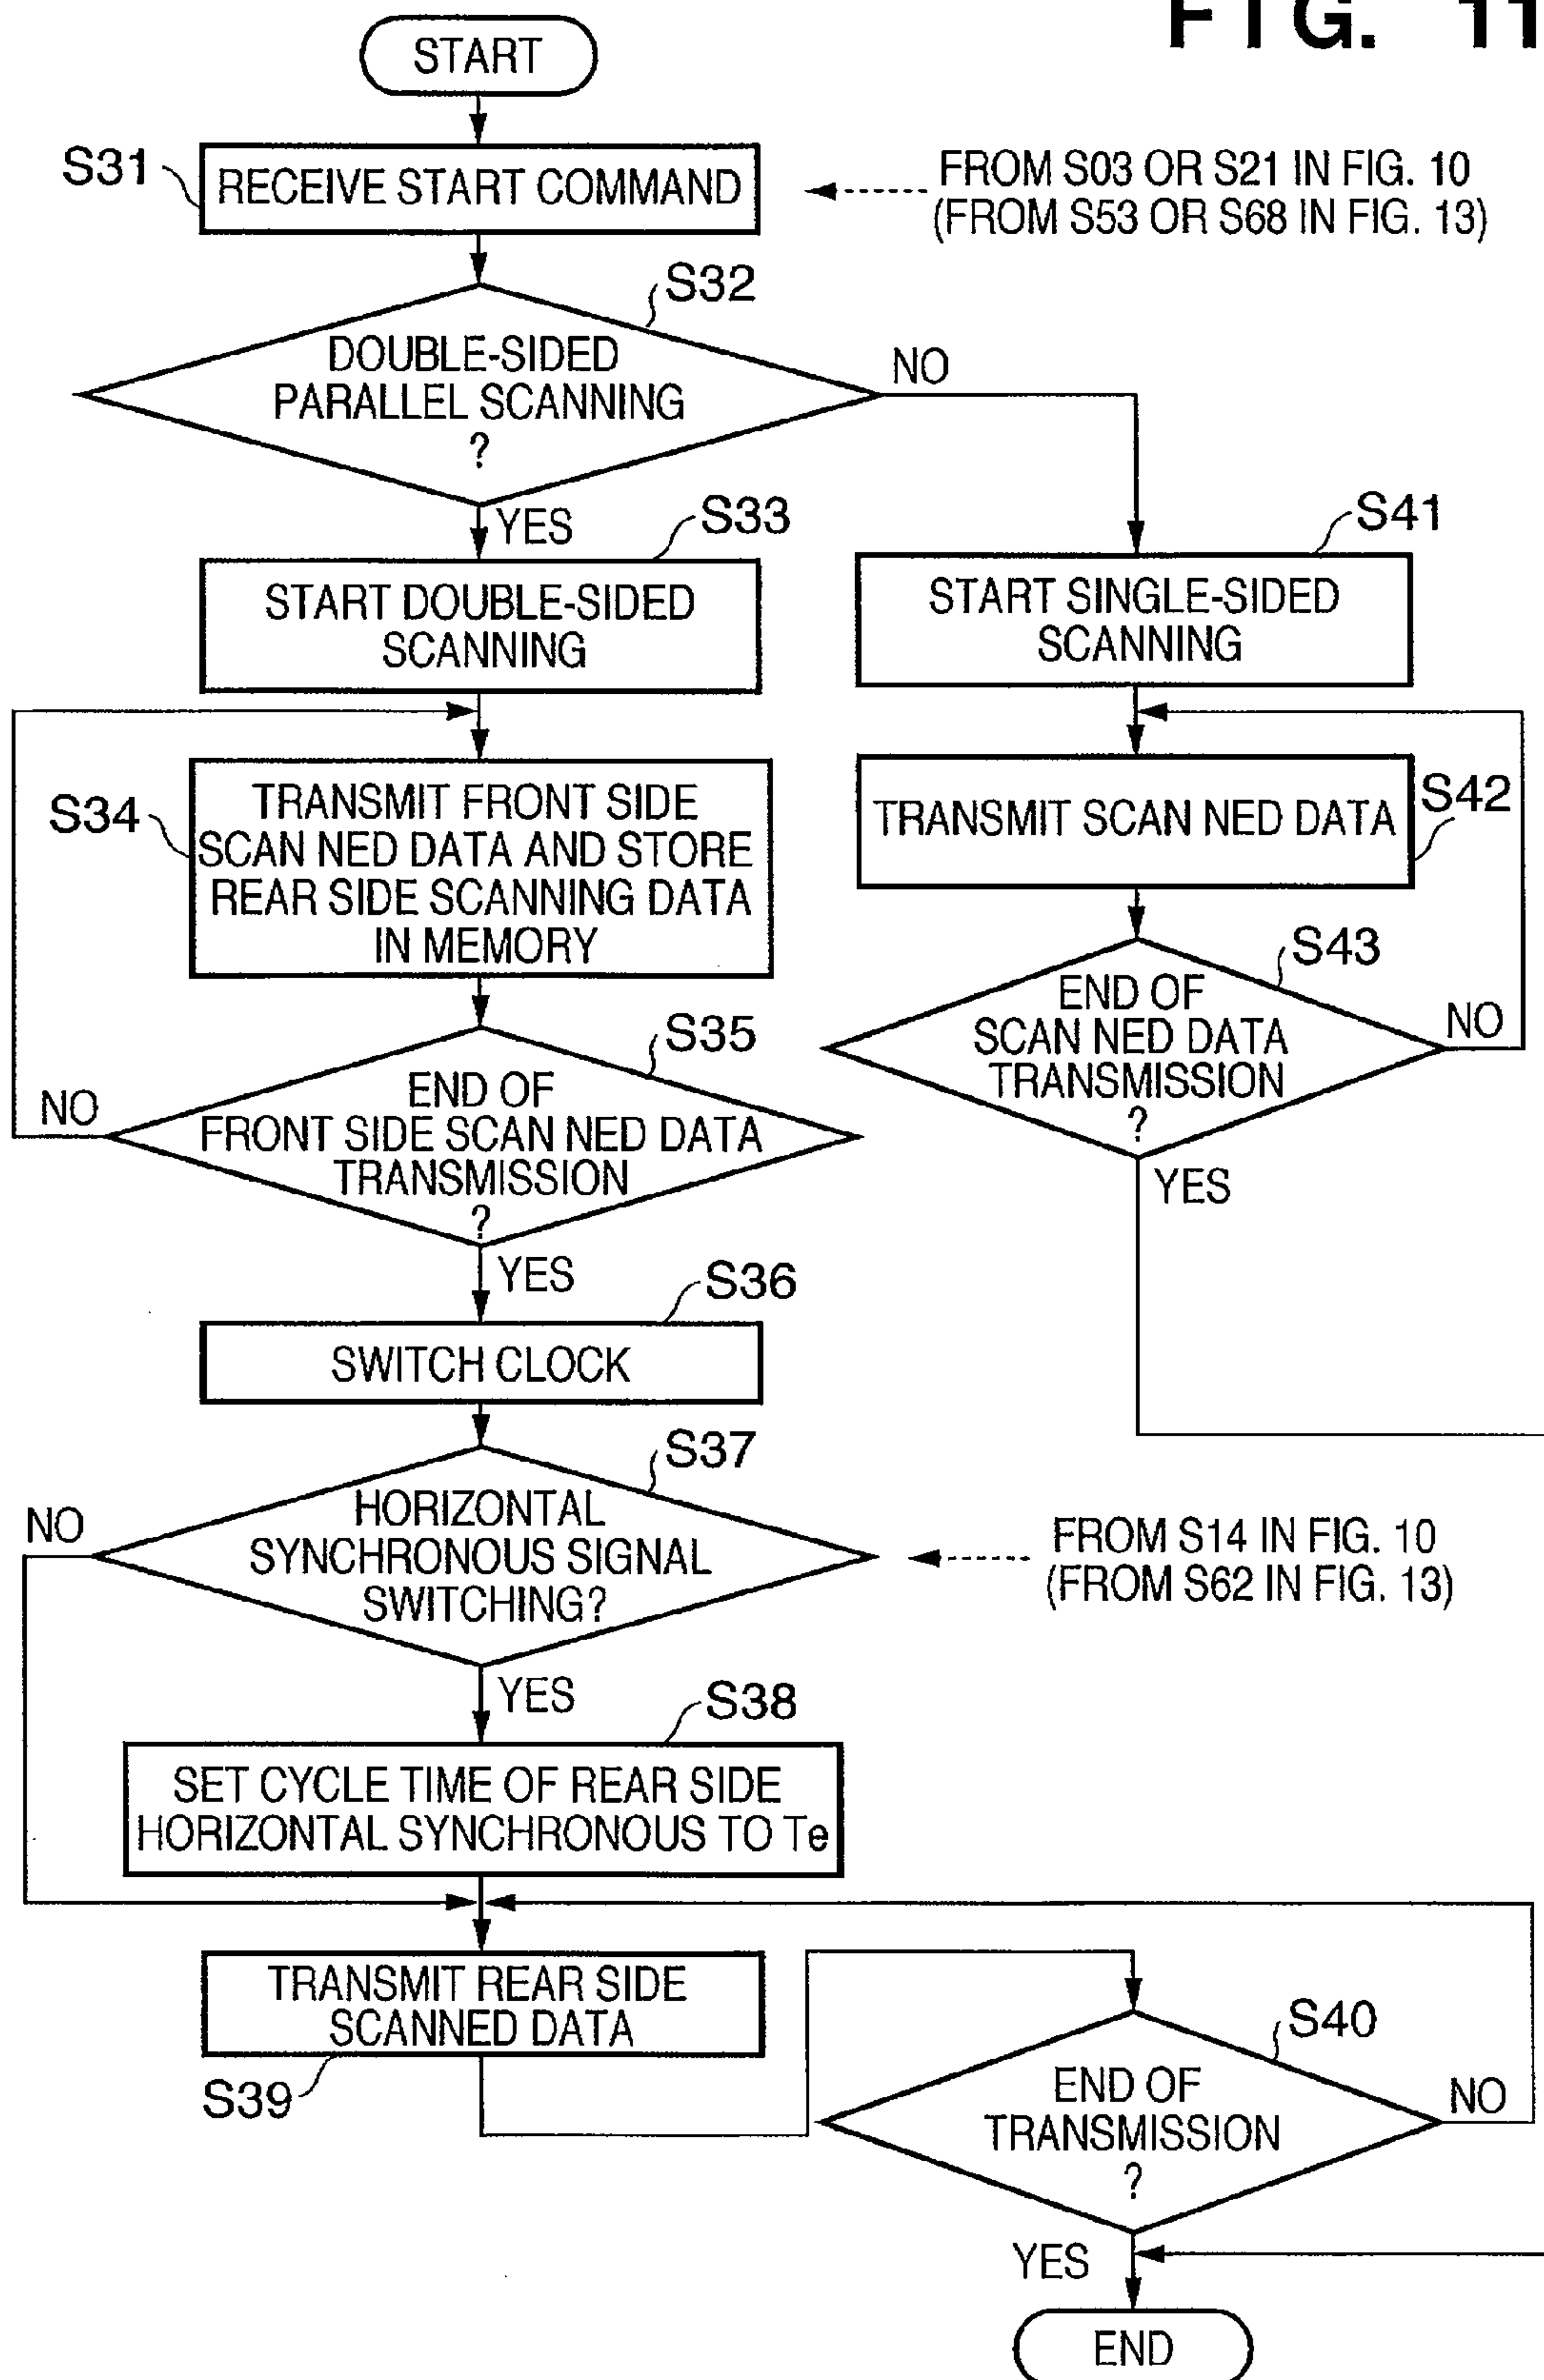 FIG. 11
START
S31
RECEIVE START COMMAND
FROM S03 OR S21 IN FIG. 10
(FROM S53 OR S68 IN FIG. 13)
S32
DOUBLE-SIDED
PARALLEL SCANNING
?
NO
YES
S33
START DOUBLE-SIDED
SCANNING
S41
START SINGLE-SIDED
SCANNING
S34
TRANSMIT FRONT SIDE
SCAN NED DATA AND STORE
REAR SIDE SCANNING DATA
IN MEMORY
TRANSMIT SCAN NED DATA
S42
S43
END OF
SCAN NED DATA
TRANSMISSION
?
NO
YES
S35
END OF
FRONT SIDE SCAN NED DATA
TRANSMISSION
?
NO
YES
S36
SWITCH CLOCK
S37
HORIZONTAL
SYNCHRONOUS SIGNAL
SWITCHING?
NO
FROM S14 IN FIG. 10
(FROM S62 IN FIG. 13)
YES
S38
SET CYCLE TIME OF REAR SIDE
HORIZONTAL SYNCHRONOUS TO Te
TRANSMIT REAR SIDE
SCANNED DATA
S39
S40
END OF
TRANSMISSION
?
NO
YES
END